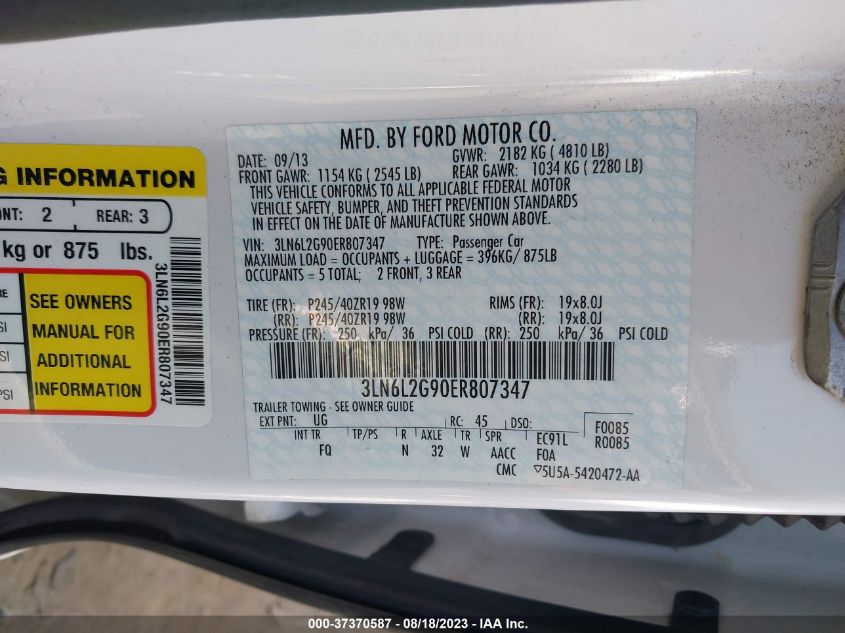 G INFORMATION
NT: 2 REAR: 3
kg or 875 lbs.
SEE OWNERS
MANUAL FOR
ADDITIONAL
INFORMATION
RE
SI
SI
PSI
3LN6L2G90ER807347
MFD. BY FORD MOTOR CO.
DATE: 09/13 GVWR: 2182 KG ( 4810 LB)
FRONT GAWR: 1154 KG ( 2545 LB) REAR GAWR: 1034 KG ( 2280 LB)
THIS VEHICLE CONFORMS TO ALL APPLICABLE FEDERAL MOTOR
VEHICLE SAFETY, BUMPER, AND THEFT PREVENTION STANDARDS
IN EFFECT ON THE DATE OF MANUFACTURE SHOWN ABOVE.
VIN: 3LN6L2G90ER807347 TYPE: Passenger Car
MAXIMUM LOAD = OCCUPANTS + LUGGAGE = 396KG/ 875LB
OCCUPANTS = 5 TOTAL; 2 FRONT, 3 REAR
TIRE (FR): P245/40ZR19 98W RIMS (FR): 19x8.0J
(RR): P245/40ZR19 98W (RR): 19x8.0J
PRESSURE (FR): 250 kPa/ 36 PSI COLD (RR): 250 kPa/ 36 PSI COLD
3LN6L2G90ER807347
TRAILER TOWING - SEE OWNER GUIDE
EXT PNT: UG RC: 45 DSO: F0085
INT TR TP/PS R AXLE TR SPR EC91L R0085
FQ N 32 W AACC FOA
CMC ▽5U5A-5420472-AA
000-37370587 - 08/18/2023 - IAA Inc.